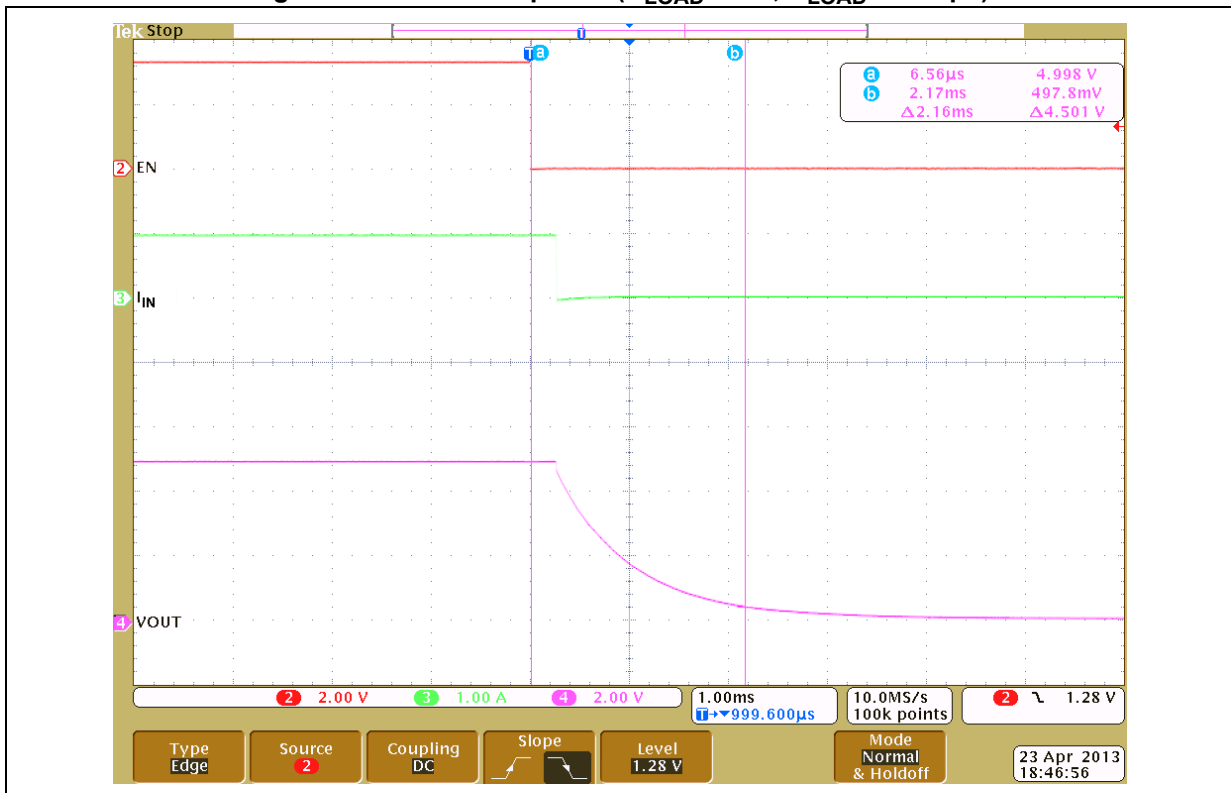 Tek Stop
T a b
a 6.56µs 4.998 V
b 2.17ms 497.8mV
Δ2.16ms Δ4.501 V
2 EN
3 IIN
4 VOUT
2 2.00 V 3 1.00 A 4 2.00 V
1.00ms
T→▼999.600µs
10.0MS/s
100k points
2 1.28 V
Type
Edge
Source
2
Coupling
DC
Slope
Level
1.28 V
Mode
Normal
& Holdoff
23 Apr 2013
18:46:56